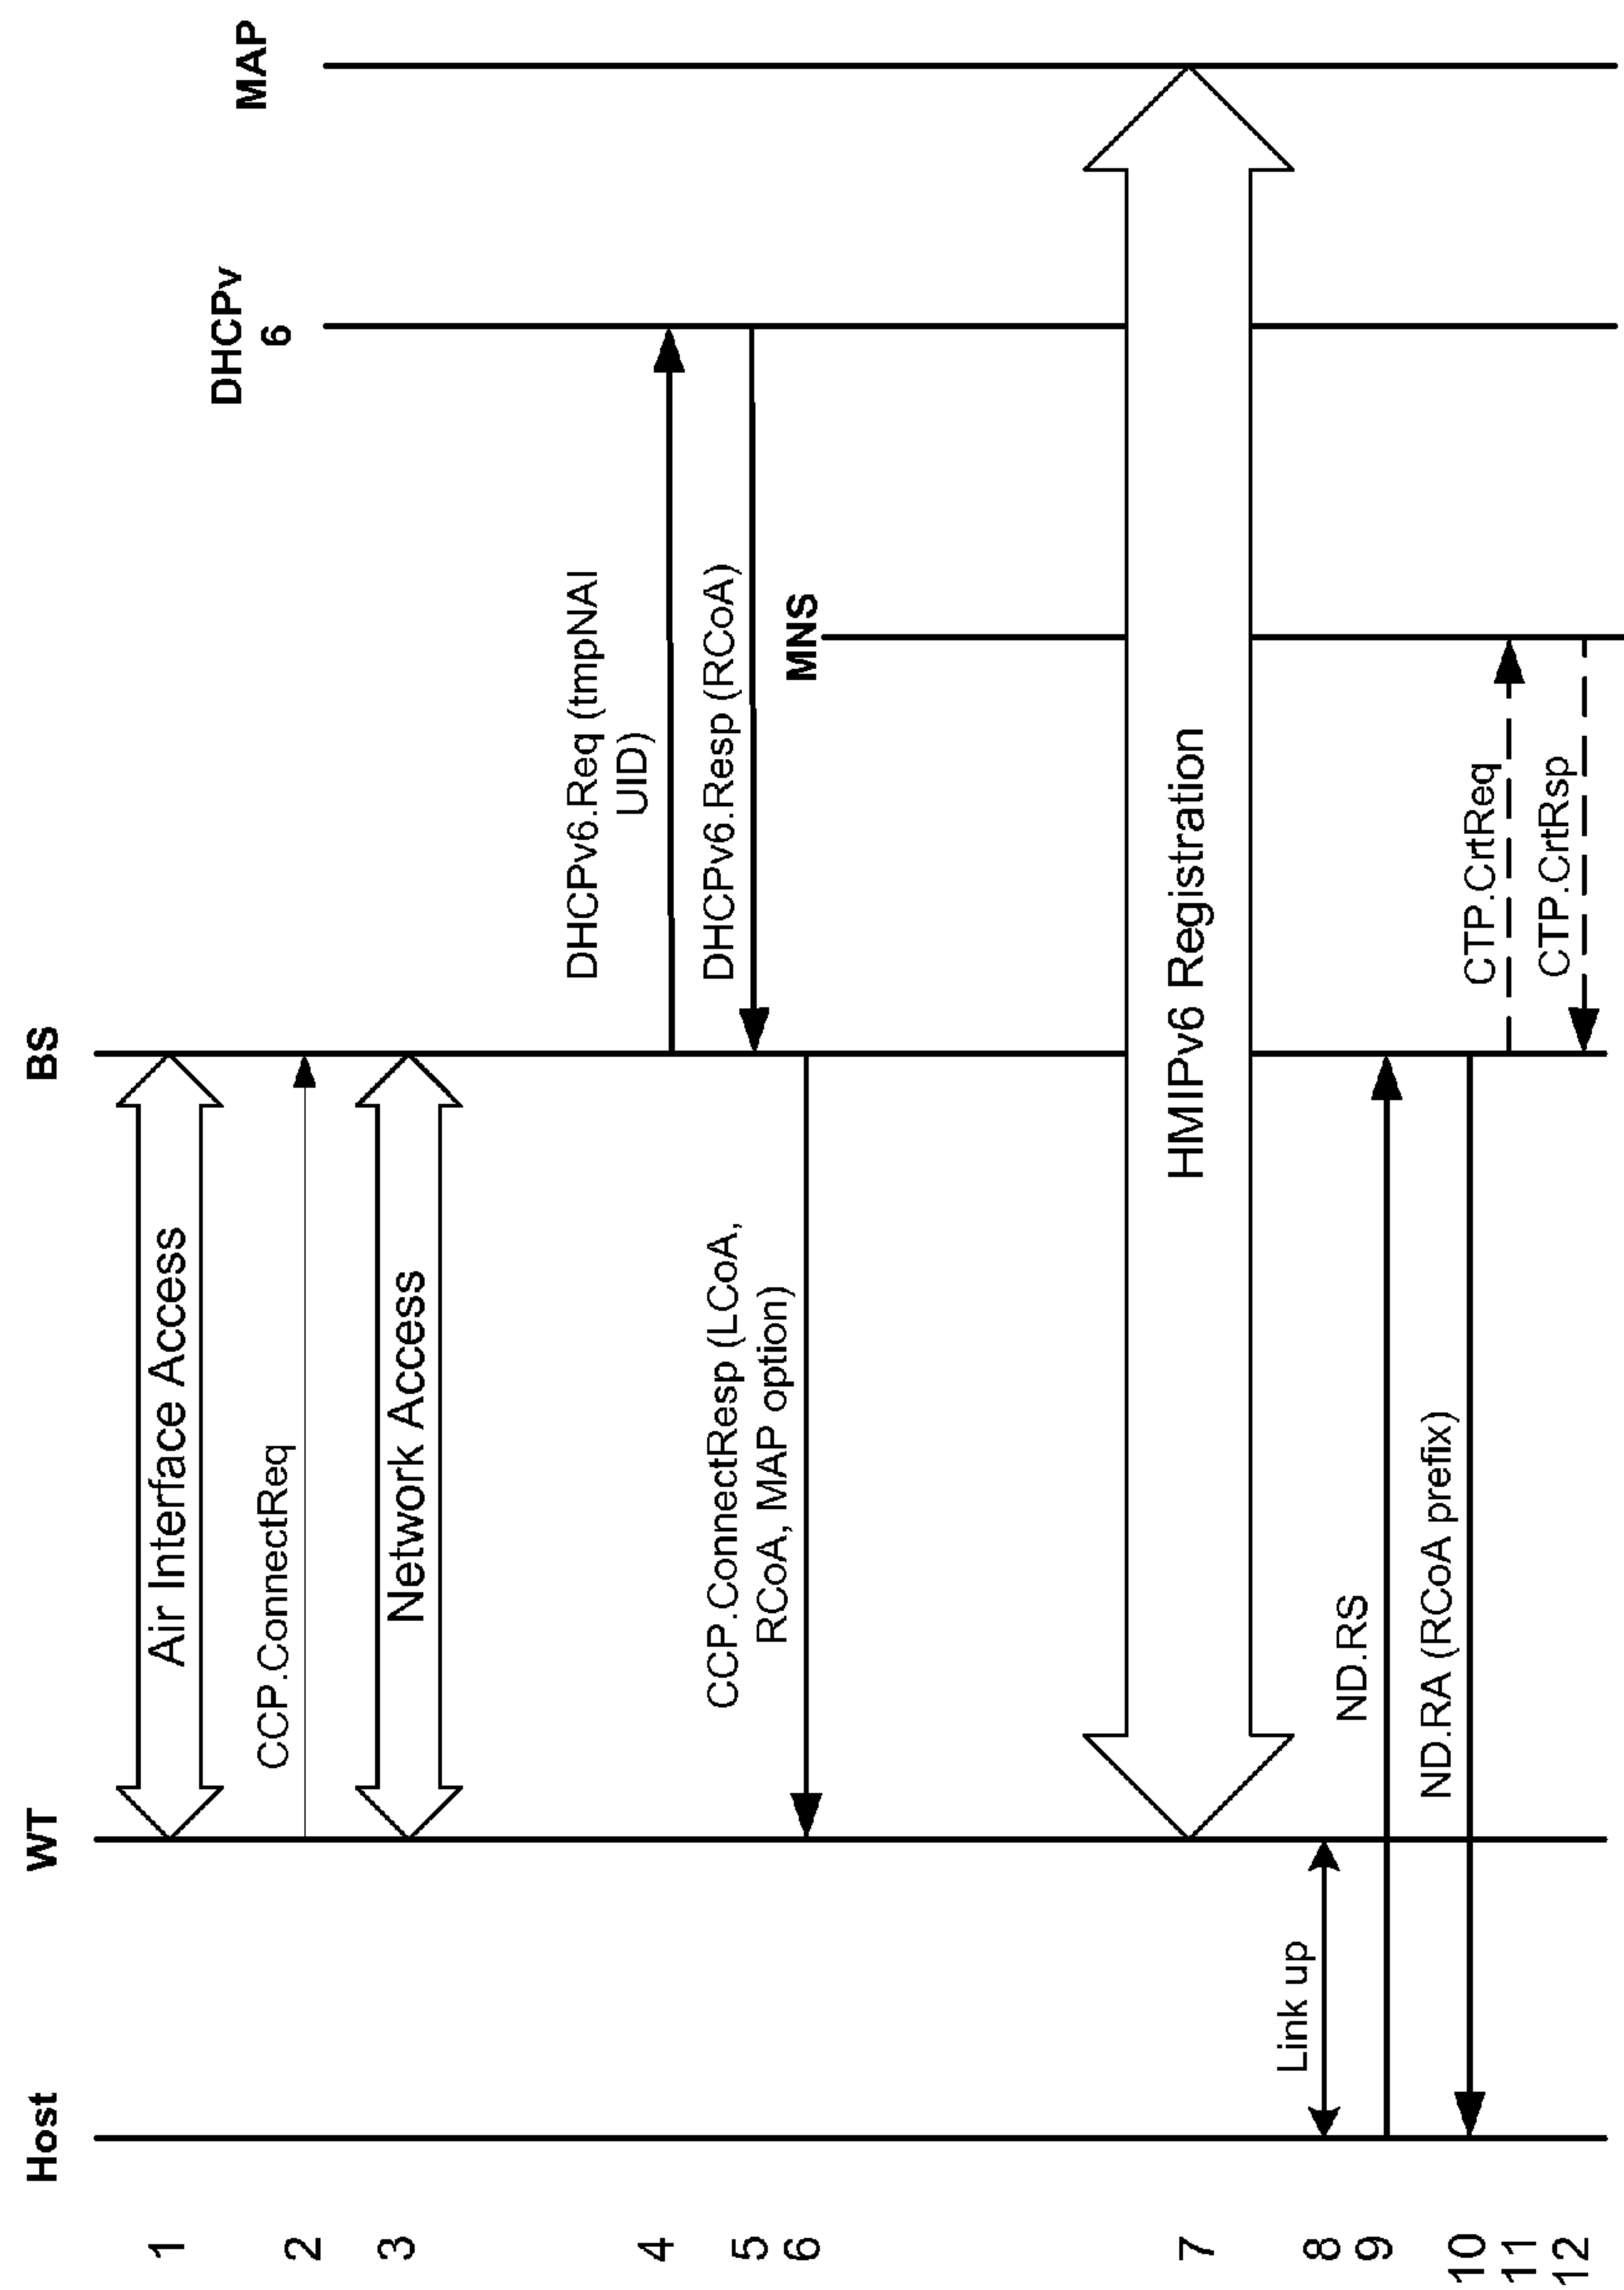 Host
WT
BS
DHCPv
6
MAP
1
Air Interface Access
2
CCP.ConnectReq
3
Network Access
4
DHCPv6.Req (tmpNAI
UID)
5
DHCPv6.Resp (RCoA)
6
CCP.ConnectResp (LCoA,
RCoA, MAP option)
MNS
7
HMIPv6 Registration
8
Link up
9
ND.RS
10
ND.RA (RCoA prefix)
11
CTP.CrtReq
12
CTP.CrtRsp